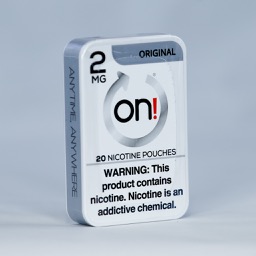 ORIGINAL
2
MG
on!
20 NICOTINE POUCHES
WARNING: This
product contains
nicotine. Nicotine is an
addictive chemical.
ANYTIME. ANYWHERE